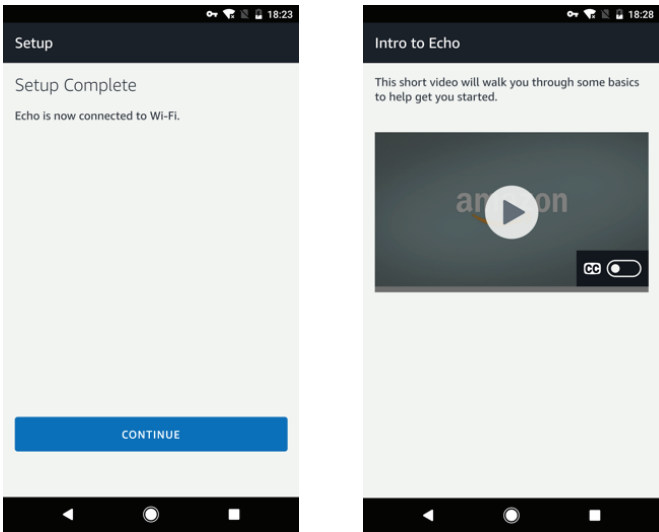 18:23
Setup
Setup Complete
Echo is now connected to Wi-Fi.
CONTINUE
18:28
Intro to Echo
This short video will walk you through some basics
to help get you started.
amazon
CC